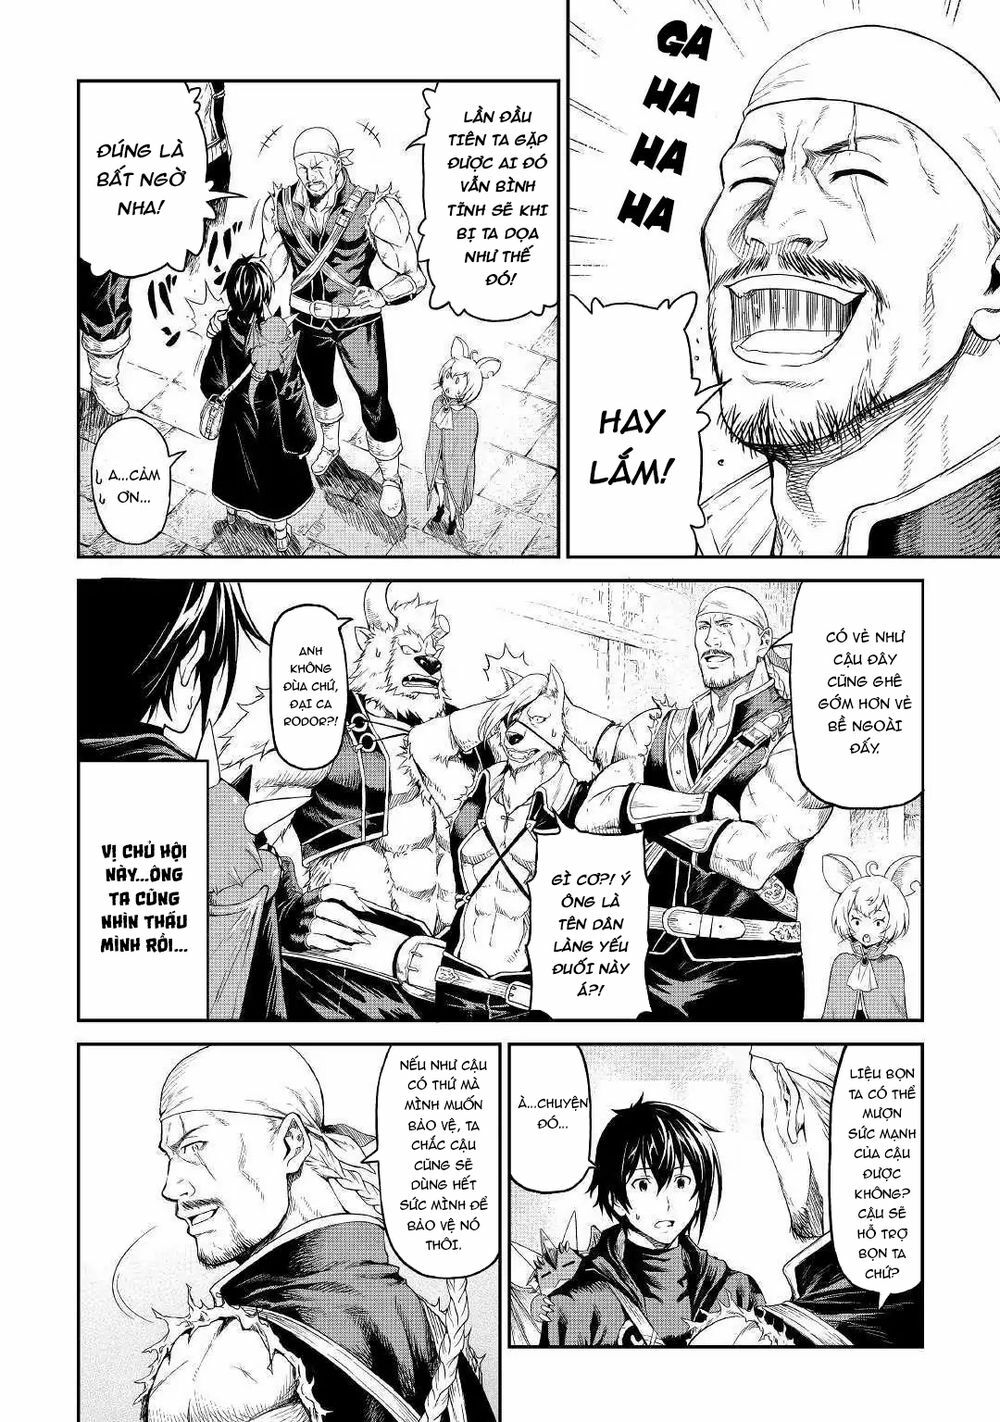 GA
HA
HA
HA
HAY
LẮM!
LẦN ĐẦU
TIÊN TA GẶP
ĐƯỢC AI ĐÓ
VẪN BÌNH
TĨNH SẼ KHI
BỊ TA DỌA
NHƯ THẾ
ĐÓ!
ĐÚNG LÀ
BẤT NGỜ
NHA!
A...CẢM
ƠN...
CÓ VẺ NHƯ
CẬU ĐÂY
CŨNG GHÊ
GỚM HƠN VẺ
BỀ NGOÀI
ĐẤY.
ANH
KHÔNG
ĐÙA CHỨ,
ĐẠI CA
RODOR?!
GÌ CƠ?! Ý
ÔNG LÀ
TÊN DÂN
LÀNG YẾU
ĐUỐI NÀY
Á?!
VỊ CHỦ HỘI
NÀY...ÔNG
TA CŨNG
NHÌN THẤU
MÌNH RỒI...
LIỆU BỌN
TA CÓ THỂ
MƯỢN
SỨC MẠNH
CỦA CẬU
ĐƯỢC
KHÔNG?
CẬU SẼ
HỖ TRỢ
BỌN TA
CHỨ?
À...CHUYỆN
ĐÓ...
NẾU NHƯ CẬU
CÓ THỨ MÀ
MÌNH MUỐN
BẢO VỆ, TA
CHẮC CẬU
CŨNG SẼ
DÙNG HẾT
SỨC MÌNH ĐỂ
BẢO VỆ NÓ
THÔI.